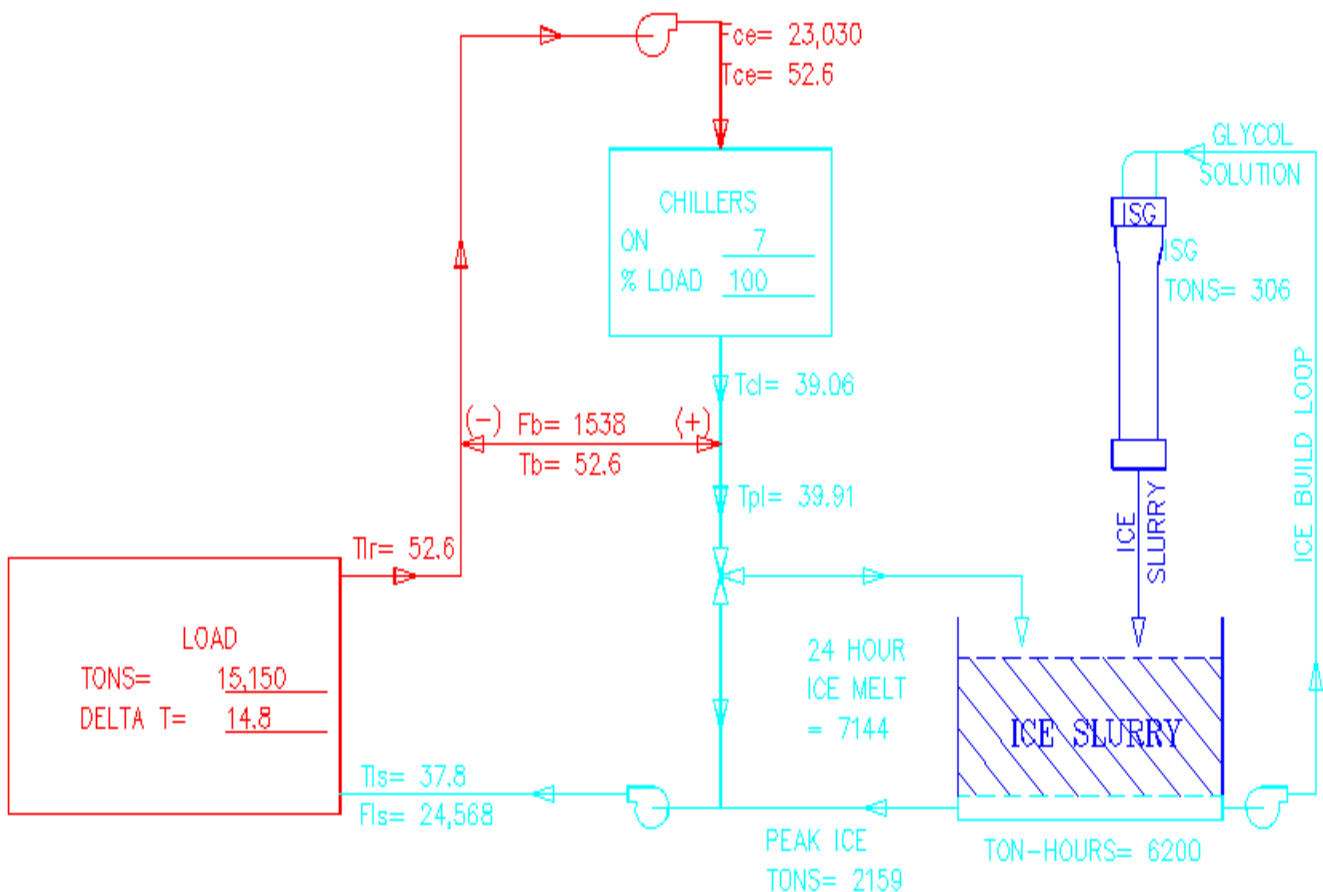 Fce= 23,030
Tce= 52.6
GLYCOL
SOLUTION
CHILLERS
ON 7
% LOAD 100
ISG
ISG
TONS= 306
Tcl= 39.06
(-) Fb= 1538 (+)
Tb= 52.6
Tpl= 39.91
ICE BUILD LOOP
ICE
SLURRY
Tlr= 52.6
LOAD
TONS= 15,150
DELTA T= 14.8
24 HOUR
ICE MELT
= 7144
ICE SLURRY
Tls= 37.8
Fls= 24,568
PEAK ICE
TONS= 2159
TON-HOURS= 6200